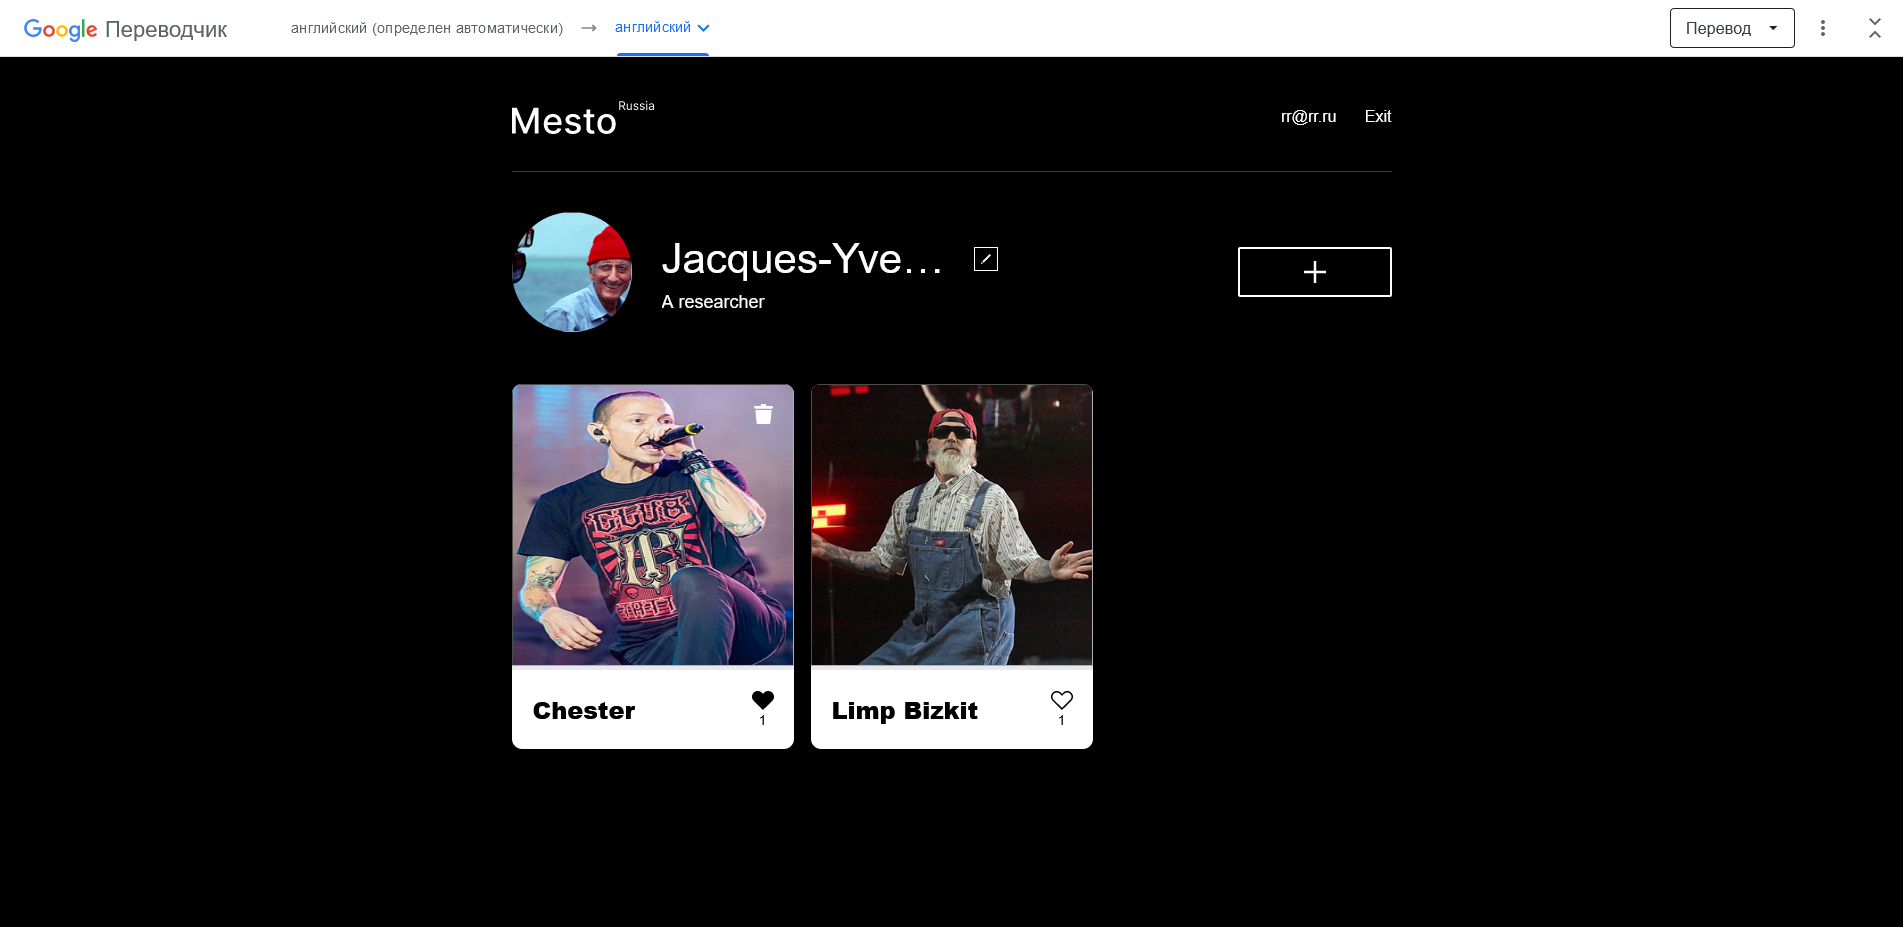 Google Переводчик
английский (определен автоматически) → английский
Перевод
Mesto Russia
rr@rr.ru
Exit
Jacques-Yve...
A researcher
CLUB
Chester
1
Limp Bizkit
1